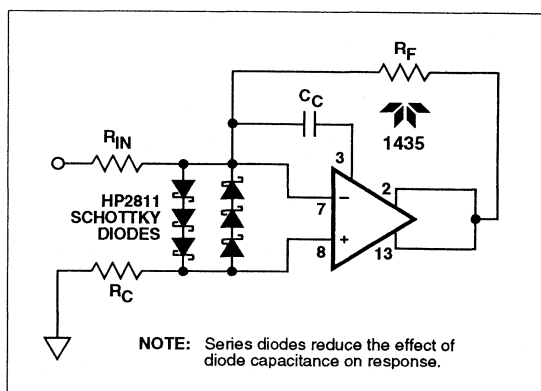 RF
CC
1435
RIN
3
HP2811
SCHOTTKY
DIODES
2
7
−
+
8
13
RC
NOTE: Series diodes reduce the effect of
diode capacitance on response.